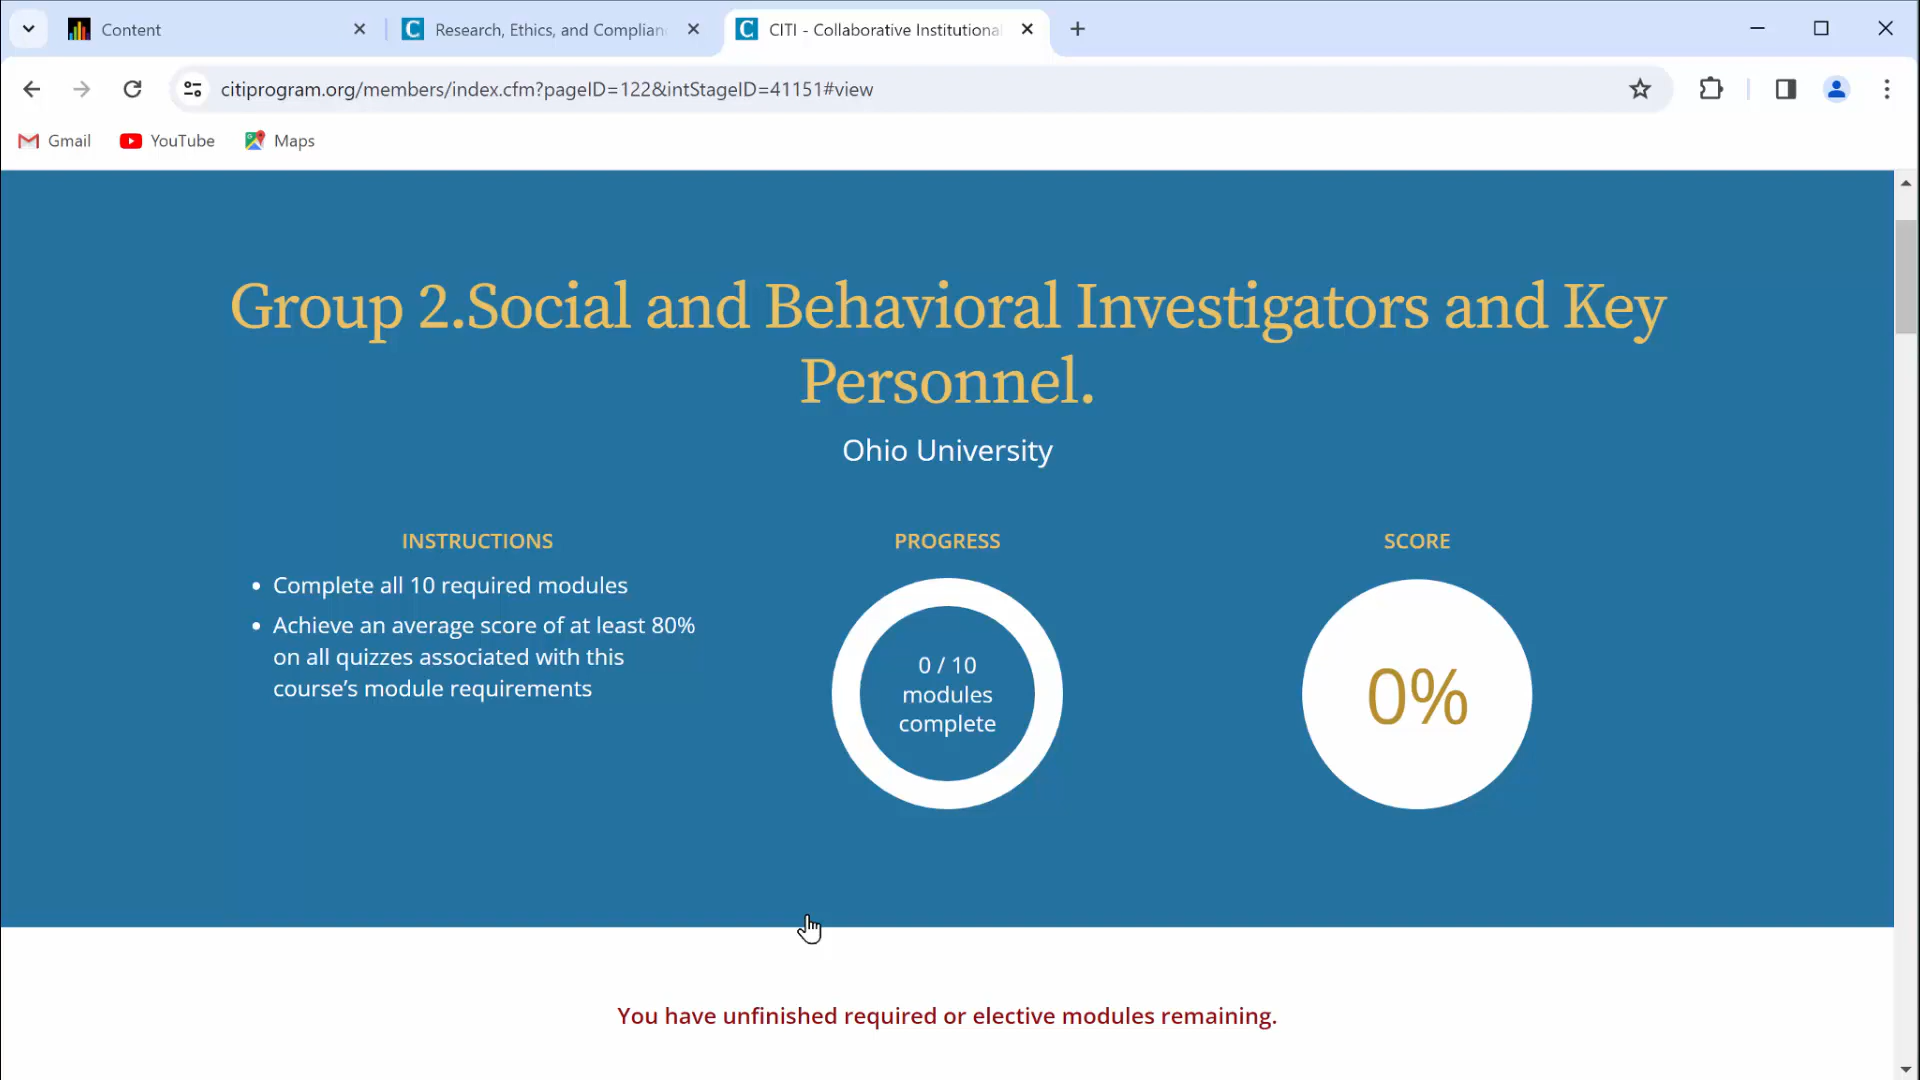 Content
Research, Ethics, and Complian
CITI - Collaborative Institutiona
citiprogram.org/members/index.cfm?pageID=122&intStageID=41151#view
Gmail
YouTube
Maps
Group 2.Social and Behavioral Investigators and Key
Personnel.
Ohio University
INSTRUCTIONS
• Complete all 10 required modules
• Achieve an average score of at least 80%
on all quizzes associated with this
course’s module requirements
PROGRESS
0 / 10
modules
complete
SCORE
0%
You have unfinished required or elective modules remaining.